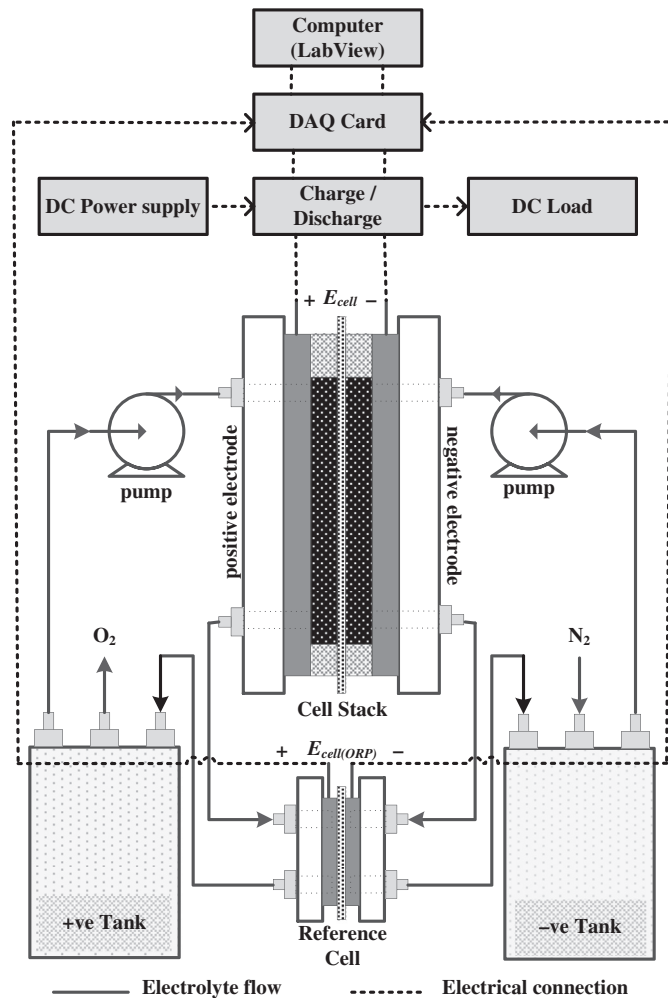 Computer
(LabView)
DAQ Card
DC Power supply
Charge /
Discharge
DC Load
+ Ecell −
positive electrode
negative electrode
pump
pump
O2
N2
Cell Stack
+ Ecell(ORP) −
+ve Tank
−ve Tank
Reference
Cell
Electrolyte flow
Electrical connection